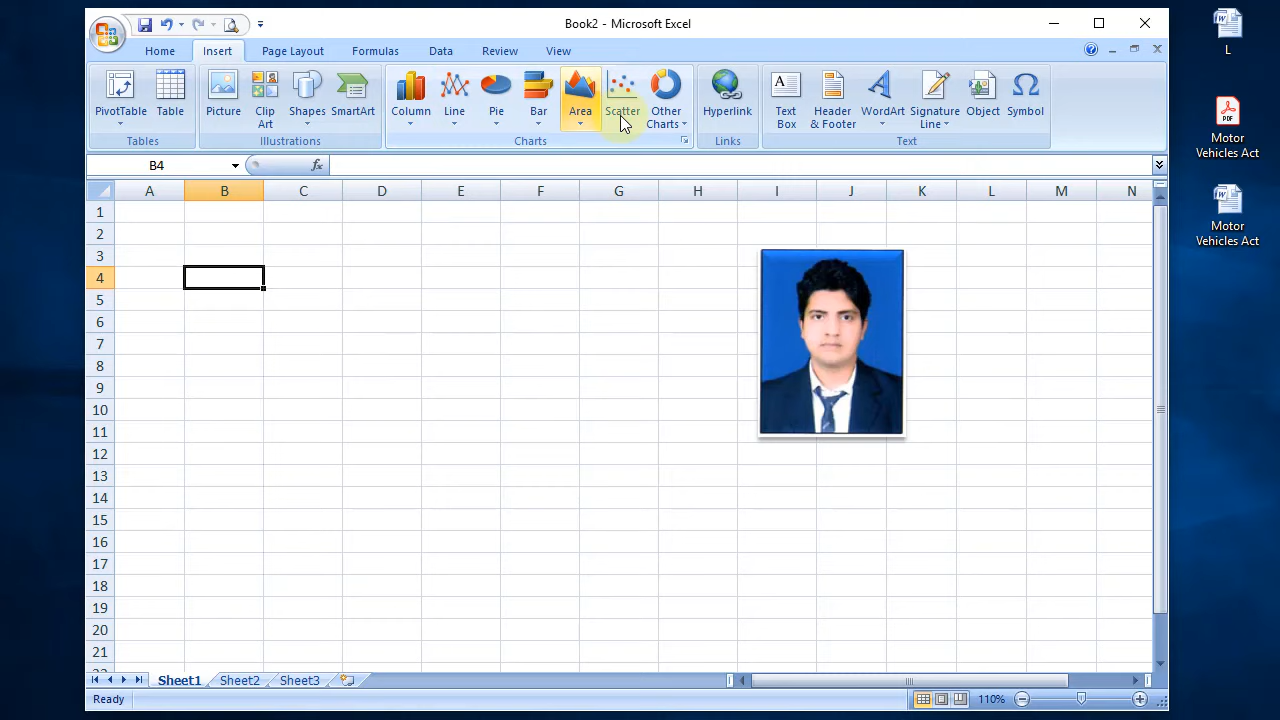 Book2 - Microsoft Excel
Home Insert Page Layout Formulas Data Review View
PivotTable Table Picture Clip Art Shapes SmartArt Column Line Pie Bar Area Scatter Other Charts Hyperlink Text Box Header & Footer WordArt Signature Line Object Symbol
Tables Illustrations Charts Links Text
B4 fx
A B C D E F G H I J K L M N
1
2
3
4
5
6
7
8
9
10
11
12
13
14
15
16
17
18
19
20
21
Sheet1 Sheet2 Sheet3
Ready 110%
L
PDF
Motor
Vehicles Act
Motor
Vehicles Act